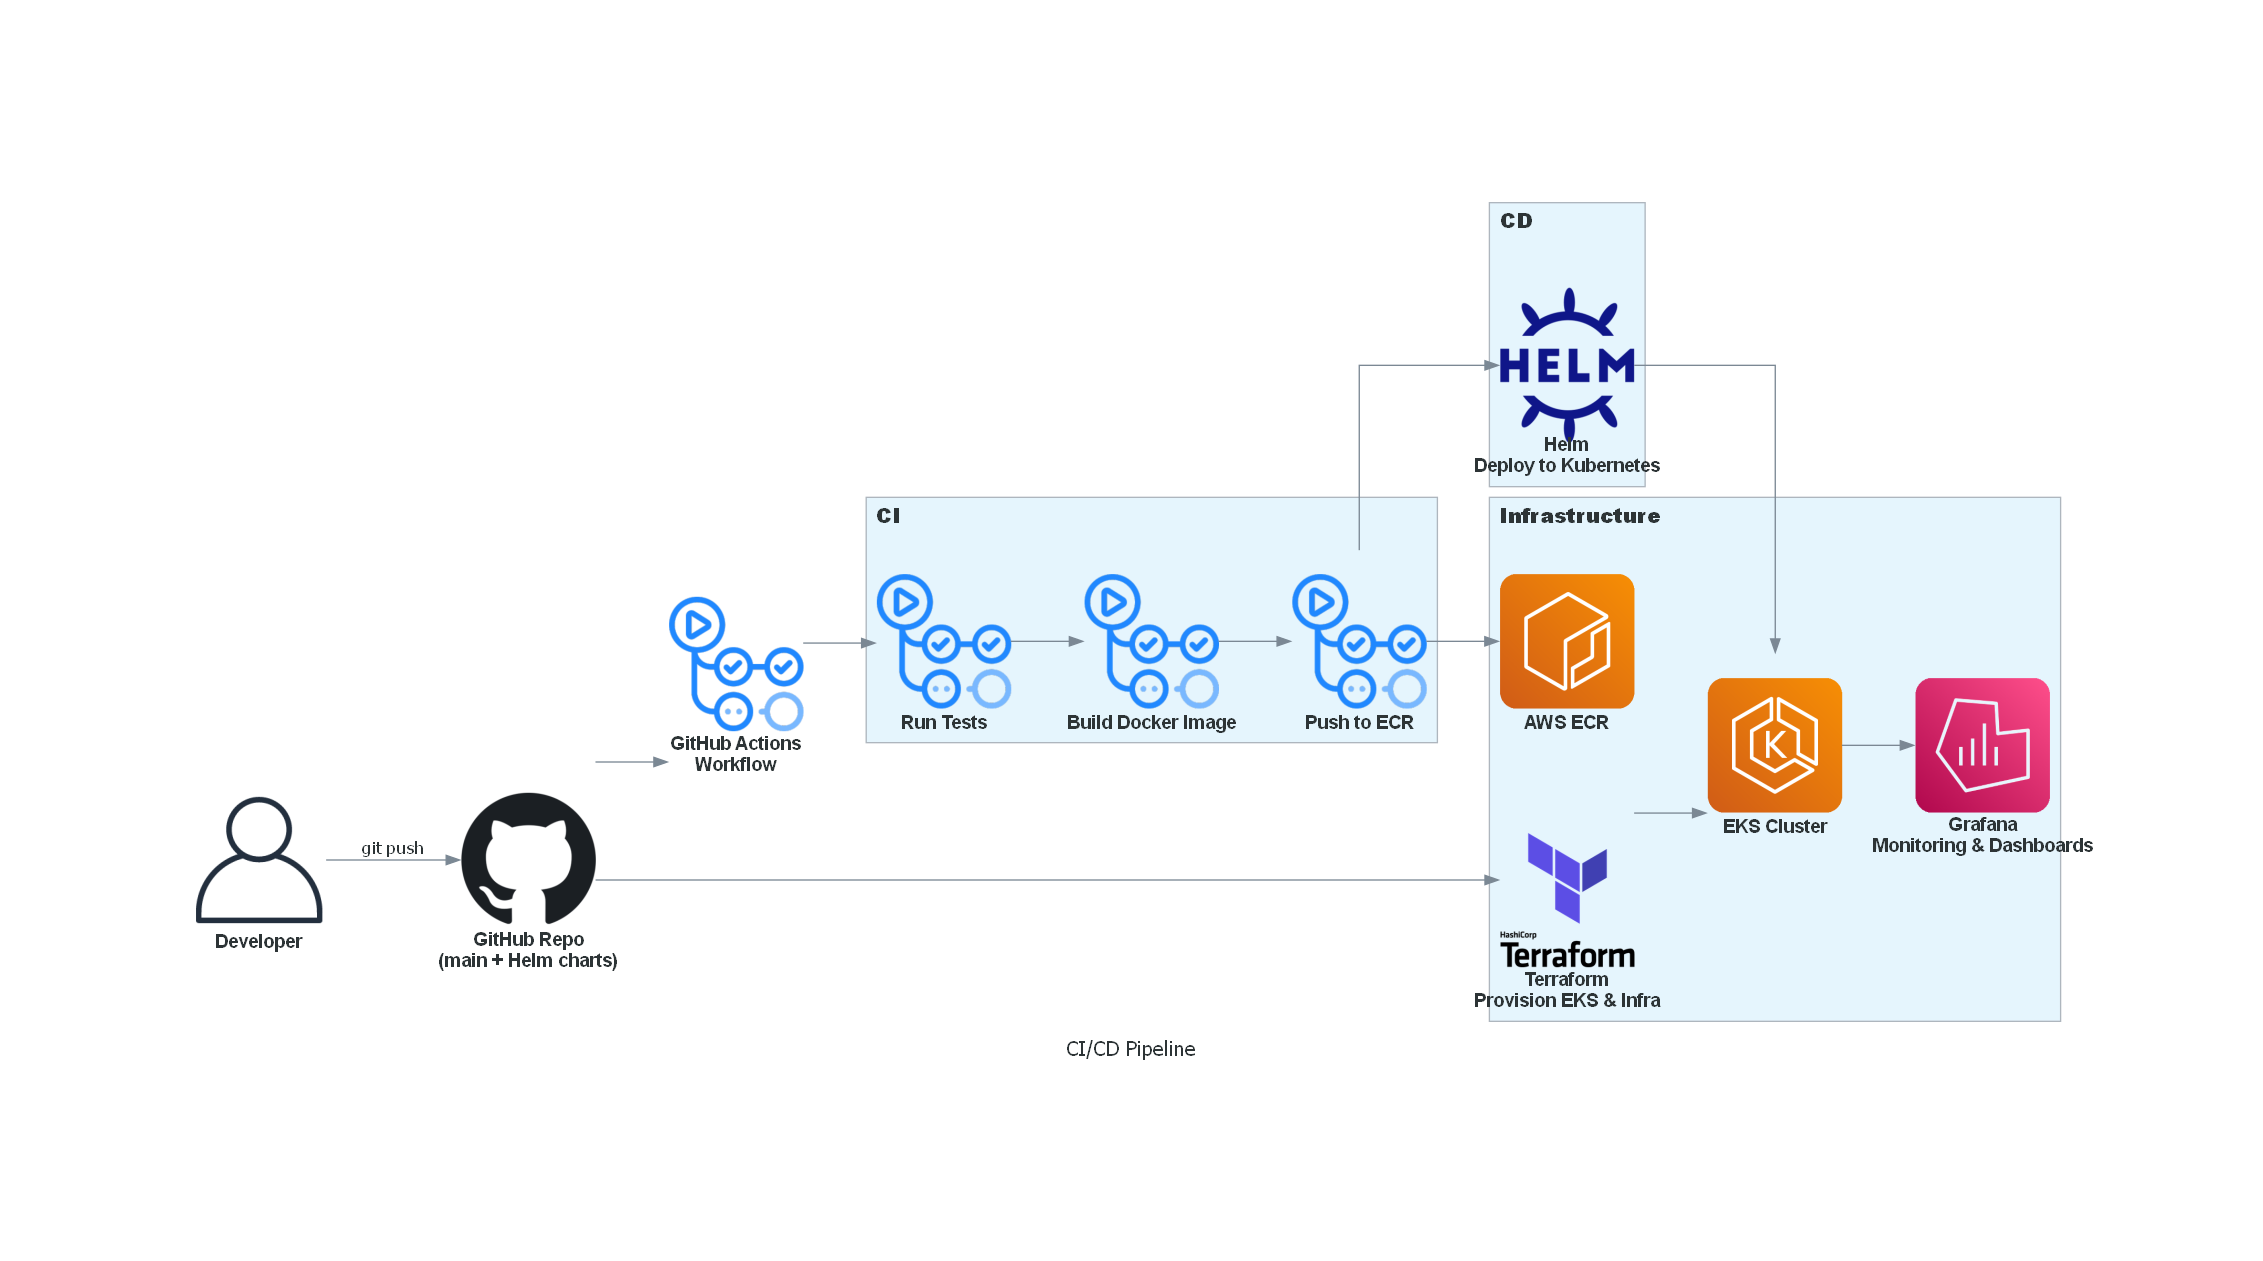 CD
HELM
Helm
Deploy to Kubernetes
CI
Infrastructure
GitHub Actions
Workflow
Run Tests
Build Docker Image
Push to ECR
AWS ECR
K
EKS Cluster
Grafana
Monitoring & Dashboards
git push
Developer
GitHub Repo
(main + Helm charts)
HashiCorp
Terraform
Terraform
Provision EKS & Infra
CI/CD Pipeline